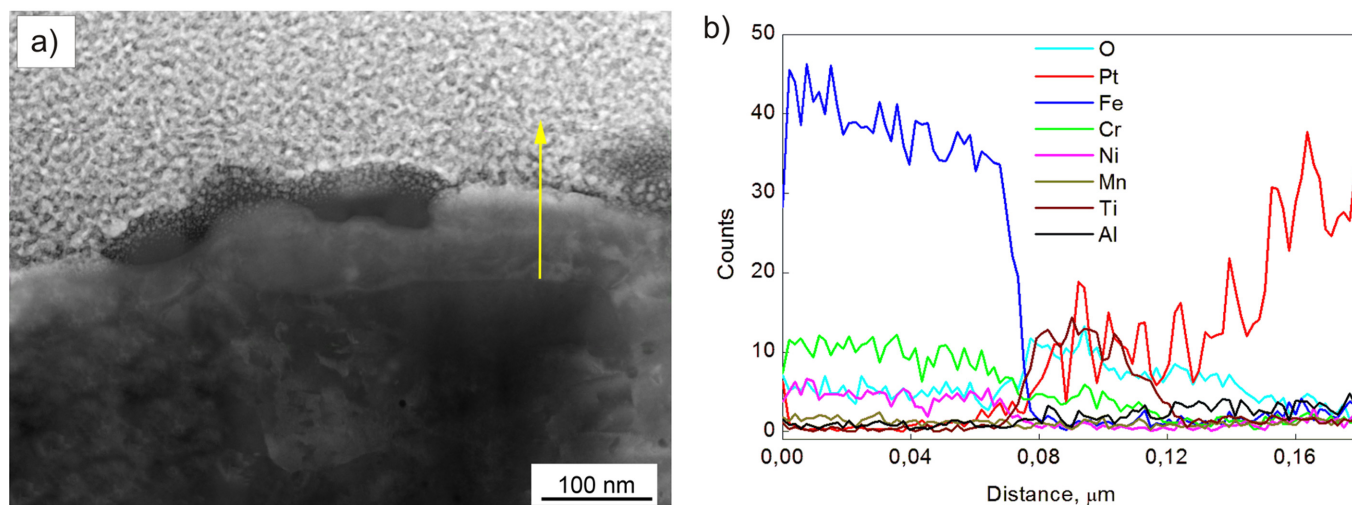 a)
100 nm
b)
50
40
30
20
10
0
Counts
O
Pt
Fe
Cr
Ni
Mn
Ti
Al
0,00 0,04 0,08 0,12 0,16
Distance, μm